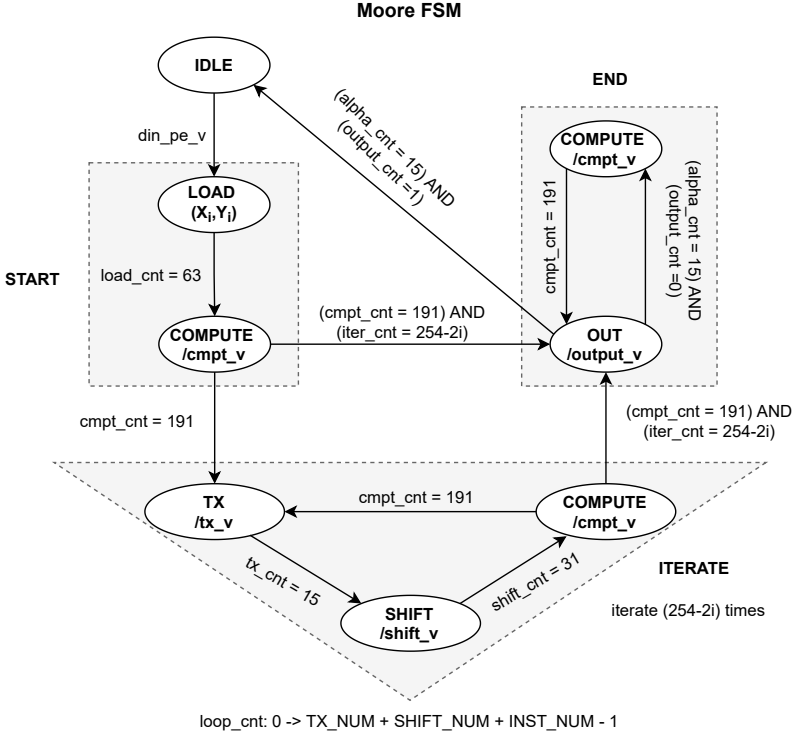 Moore FSM
IDLE
END
din_pe_v
(alpha_cnt = 15) AND
(output_cnt =1)
COMPUTE
/cmpt_v
LOAD
(Xi,Yi)
cmpt_cnt = 191
(alpha_cnt = 15) AND
(output_cnt =0)
START
load_cnt = 63
COMPUTE
/cmpt_v
(cmpt_cnt = 191) AND
(iter_cnt = 254-2i)
OUT
/output_v
cmpt_cnt = 191
(cmpt_cnt = 191) AND
(iter_cnt = 254-2i)
TX
/tx_v
cmpt_cnt = 191
COMPUTE
/cmpt_v
tx_cnt = 15
shift_cnt = 31
ITERATE
SHIFT
/shift_v
iterate (254-2i) times
loop_cnt: 0 -> TX_NUM + SHIFT_NUM + INST_NUM - 1